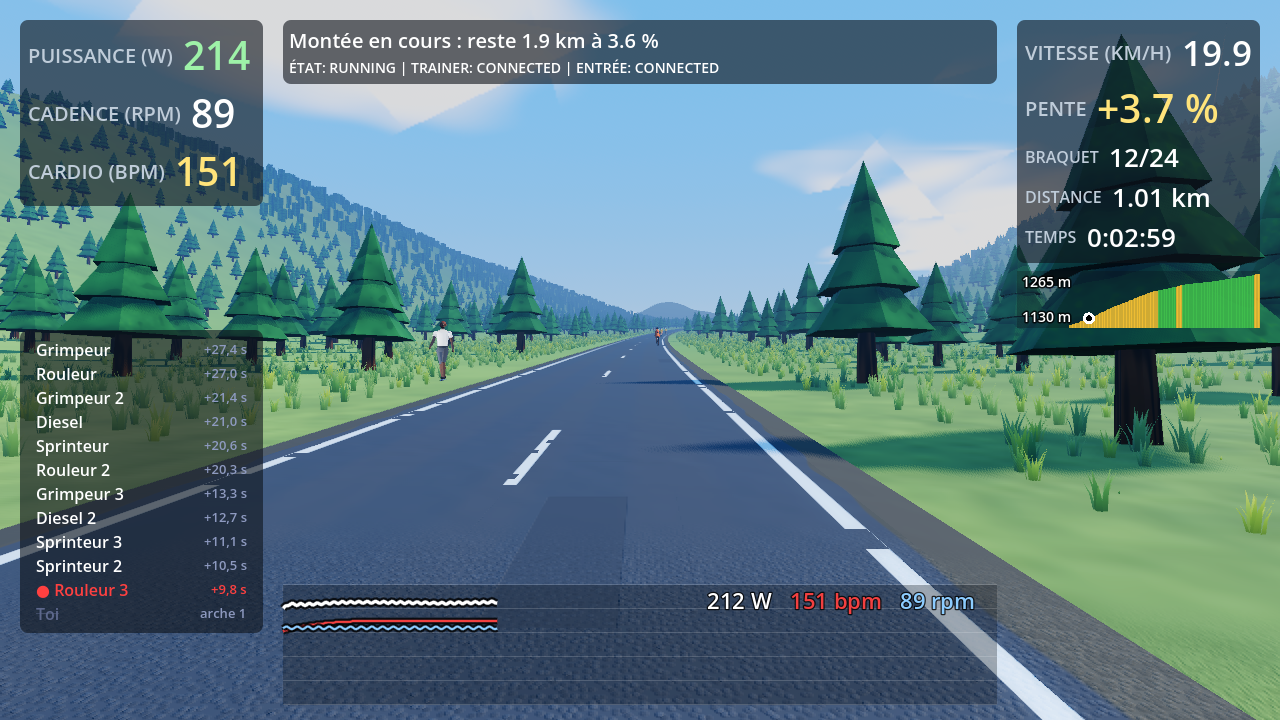 PUISSANCE (W) 214
CADENCE (RPM) 89
CARDIO (BPM) 151
Montée en cours : reste 1.9 km à 3.6 %
ÉTAT: RUNNING | TRAINER: CONNECTED | ENTRÉE: CONNECTED
VITESSE (KM/H) 19.9
PENTE +3.7 %
BRAQUET 12/24
DISTANCE 1.01 km
TEMPS 0:02:59
1265 m
1130 m
Grimpeur +27,4 s
Rouleur +27,0 s
Grimpeur 2 +21,4 s
Diesel +21,0 s
Sprinteur +20,6 s
Rouleur 2 +20,3 s
Grimpeur 3 +13,3 s
Diesel 2 +12,7 s
Sprinteur 3 +11,1 s
Sprinteur 2 +10,5 s
Rouleur 3 +9,8 s
Toi arche 1
212 W 151 bpm 89 rpm